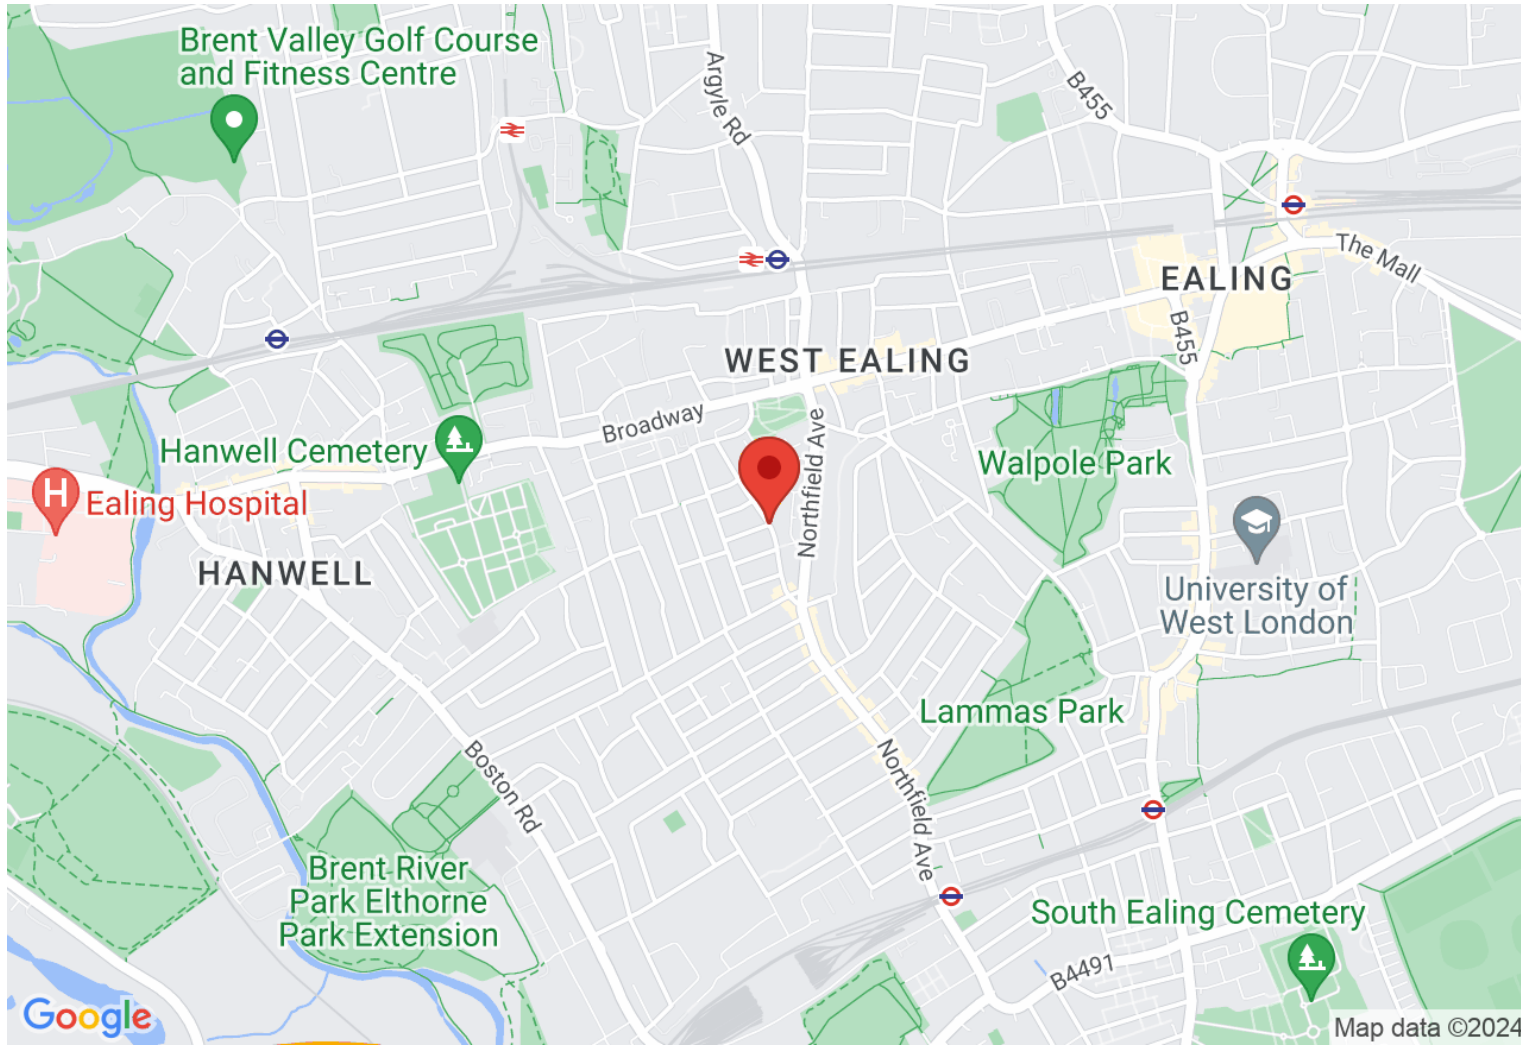 Brent Valley Golf Course
and Fitness Centre
Argyle Rd
B455
The Mall
EALING
B455
WEST EALING
Broadway
Hanwell Cemetery
Northfield Ave
Walpole Park
H
Ealing Hospital
HANWELL
University of
West London
Lammas Park
Boston Rd
Northfield Ave
Brent River
Park Elthorne
Park Extension
South Ealing Cemetery
B4491
Google
Map data ©2024